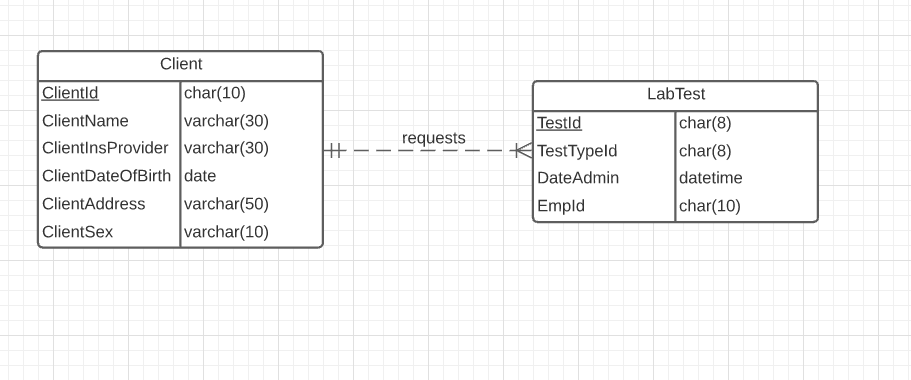 Client
ClientId char(10)
ClientName varchar(30)
ClientInsProvider varchar(30)
ClientDateOfBirth date
ClientAddress varchar(50)
ClientSex varchar(10)
requests
LabTest
TestId char(8)
TestTypeId char(8)
DateAdmin datetime
EmpId char(10)